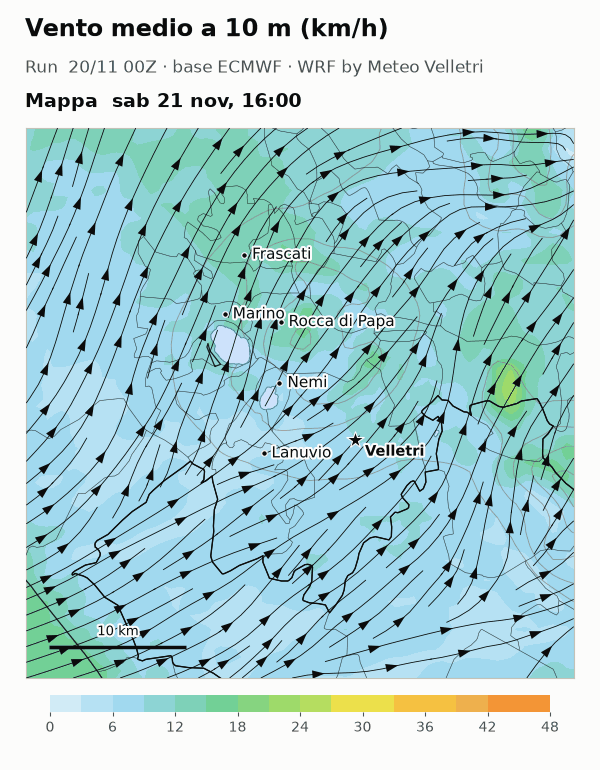 Vento medio a 10 m (km/h)
Run  20/11 00Z · base ECMWF · WRF by Meteo Velletri
Mappa  sab 21 nov, 16:00
Frascati
Marino
Rocca di Papa
Nemi
Velletri
Lanuvio
10 km
0 6 12 18 24 30 36 42 48